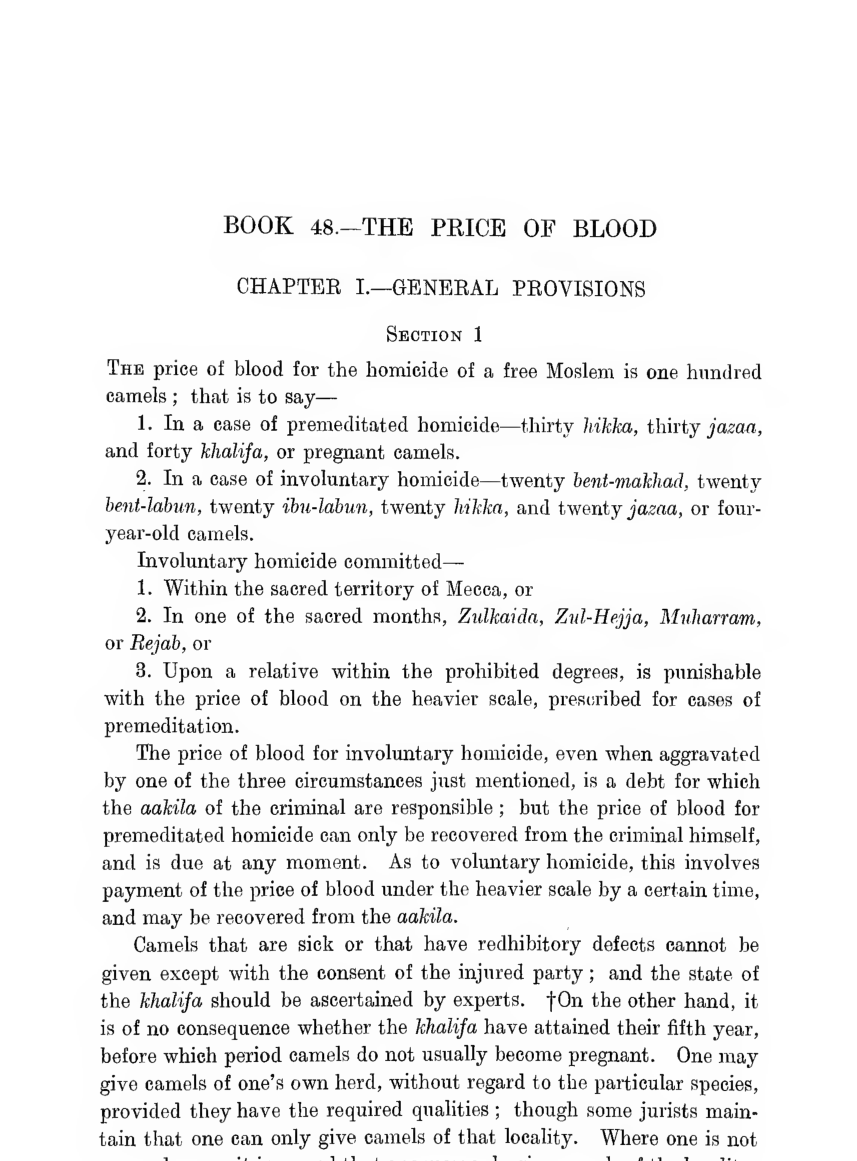 BOOK 48.—THE PRICE OF BLOOD
CHAPTER I.—GENERAL PROVISIONS
SECTION 1
THE price of blood for the homicide of a free Moslem is one hundred
camels ; that is to say—
1. In a case of premeditated homicide—thirty hikka, thirty jazaa,
and forty khalifa, or pregnant camels.
2. In a case of involuntary homicide—twenty bent-makhad, twenty
bent-labun, twenty ibu-labun, twenty hikka, and twenty jazaa, or four-
year-old camels.
Involuntary homicide committed—
1. Within the sacred territory of Mecca, or
2. In one of the sacred months, Zulkaida, Zul-Hejja, Muharram,
or Rejab, or
3. Upon a relative within the prohibited degrees, is punishable
with the price of blood on the heavier scale, prescribed for cases of
premeditation.
The price of blood for involuntary homicide, even when aggravated
by one of the three circumstances just mentioned, is a debt for which
the aakila of the criminal are responsible ; but the price of blood for
premeditated homicide can only be recovered from the criminal himself,
and is due at any moment. As to voluntary homicide, this involves
payment of the price of blood under the heavier scale by a certain time,
and may be recovered from the aakila.
Camels that are sick or that have redhibitory defects cannot be
given except with the consent of the injured party ; and the state of
the khalifa should be ascertained by experts. †On the other hand, it
is of no consequence whether the khalifa have attained their fifth year,
before which period camels do not usually become pregnant. One may
give camels of one's own herd, without regard to the particular species,
provided they have the required qualities ; though some jurists main-
tain that one can only give camels of that locality. Where one is not